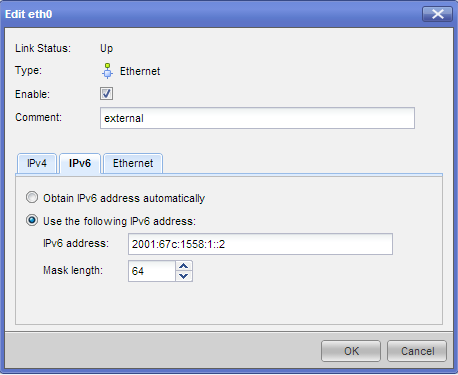 Edit eth0
Link Status: Up
Type: Ethernet
Enable:
Comment: external
IPv4 IPv6 Ethernet
Obtain IPv6 address automatically
Use the following IPv6 address:
IPv6 address: 2001:67c:1558:1::2
Mask length: 64
OK Cancel